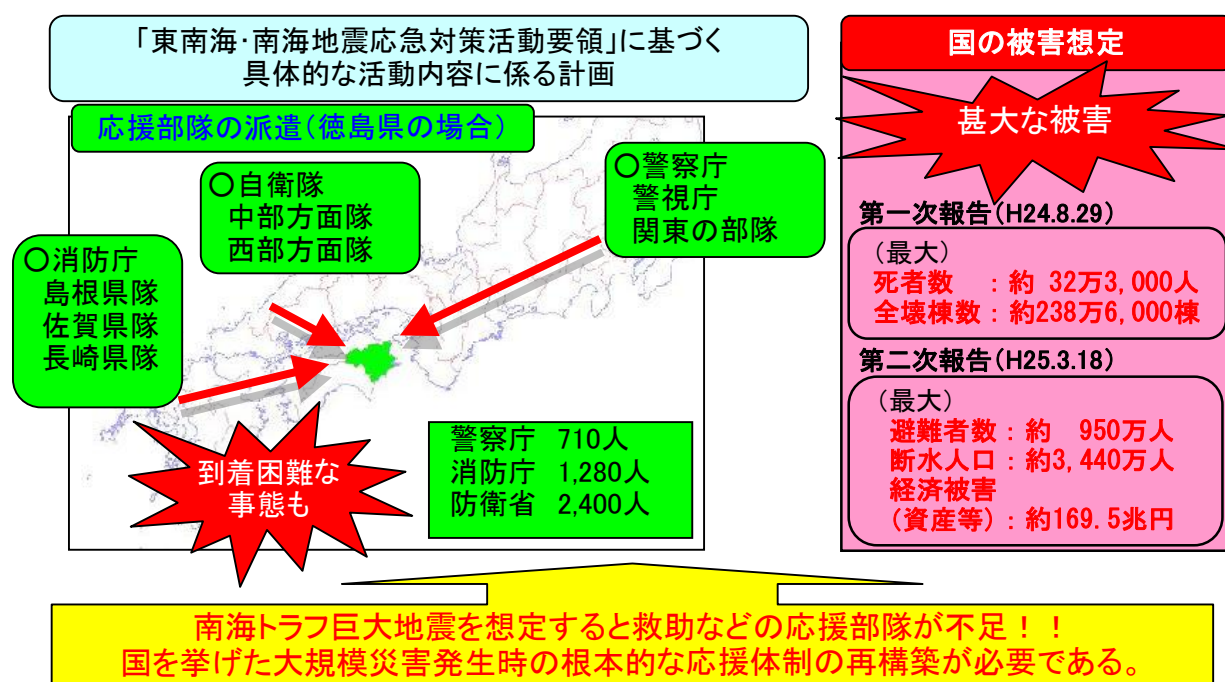 「東南海・南海地震応急対策活動要領」に基づく
具体的な活動内容に係る計画
応援部隊の派遣(徳島県の場合)
○自衛隊
中部方面隊
西部方面隊
○警察庁
警視庁
関東の部隊
○消防庁
島根県隊
佐賀県隊
長崎県隊
到着困難な
事態も
警察庁 710人
消防庁 1,280人
防衛省 2,400人
国の被害想定
甚大な被害
第一次報告(H24.8.29)
(最大)
死者数 :約 32万3,000人
全壊棟数:約238万6,000棟
第二次報告(H25.3.18)
(最大)
避難者数:約 950万人
断水人口:約3,440万人
経済被害
(資産等):約169.5兆円
南海トラフ巨大地震を想定すると救助などの応援部隊が不足!!
国を挙げた大規模災害発生時の根本的な応援体制の再構築が必要である。